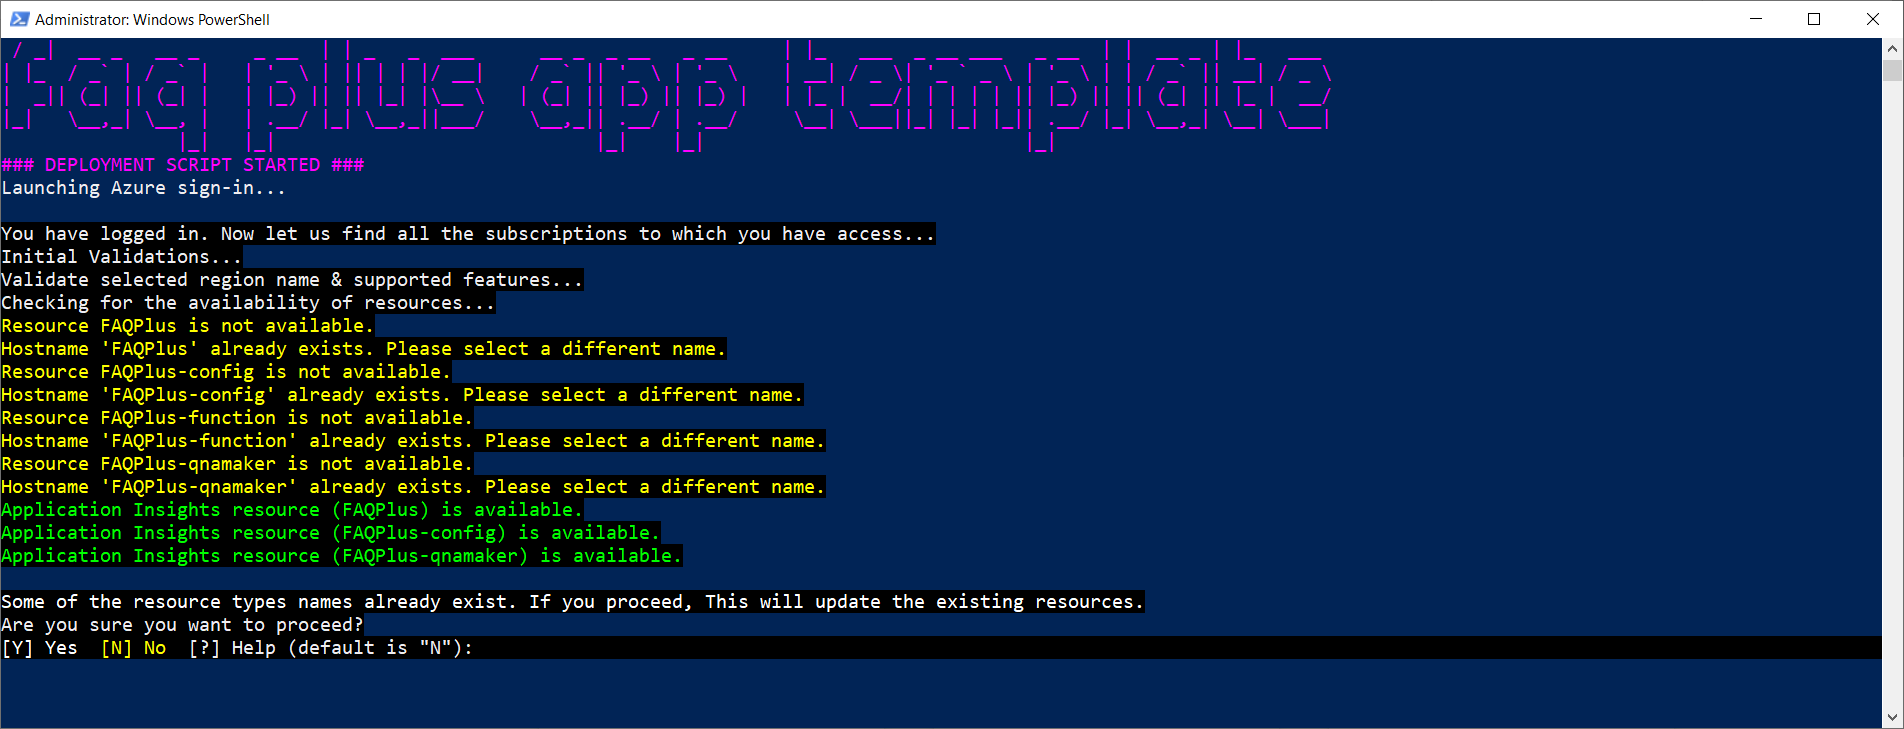 Administrator: Windows PowerShell
faq plus app template
### DEPLOYMENT SCRIPT STARTED ###
Launching Azure sign-in...
You have logged in. Now let us find all the subscriptions to which you have access...
Initial Validations...
Validate selected region name & supported features...
Checking for the availability of resources...
Resource FAQPlus is not available.
Hostname 'FAQPlus' already exists. Please select a different name.
Resource FAQPlus-config is not available.
Hostname 'FAQPlus-config' already exists. Please select a different name.
Resource FAQPlus-function is not available.
Hostname 'FAQPlus-function' already exists. Please select a different name.
Resource FAQPlus-qnamaker is not available.
Hostname 'FAQPlus-qnamaker' already exists. Please select a different name.
Application Insights resource (FAQPlus) is available.
Application Insights resource (FAQPlus-config) is available.
Application Insights resource (FAQPlus-qnamaker) is available.
Some of the resource types names already exist. If you proceed, This will update the existing resources.
Are you sure you want to proceed?
[Y] Yes  [N] No  [?] Help (default is "N"):